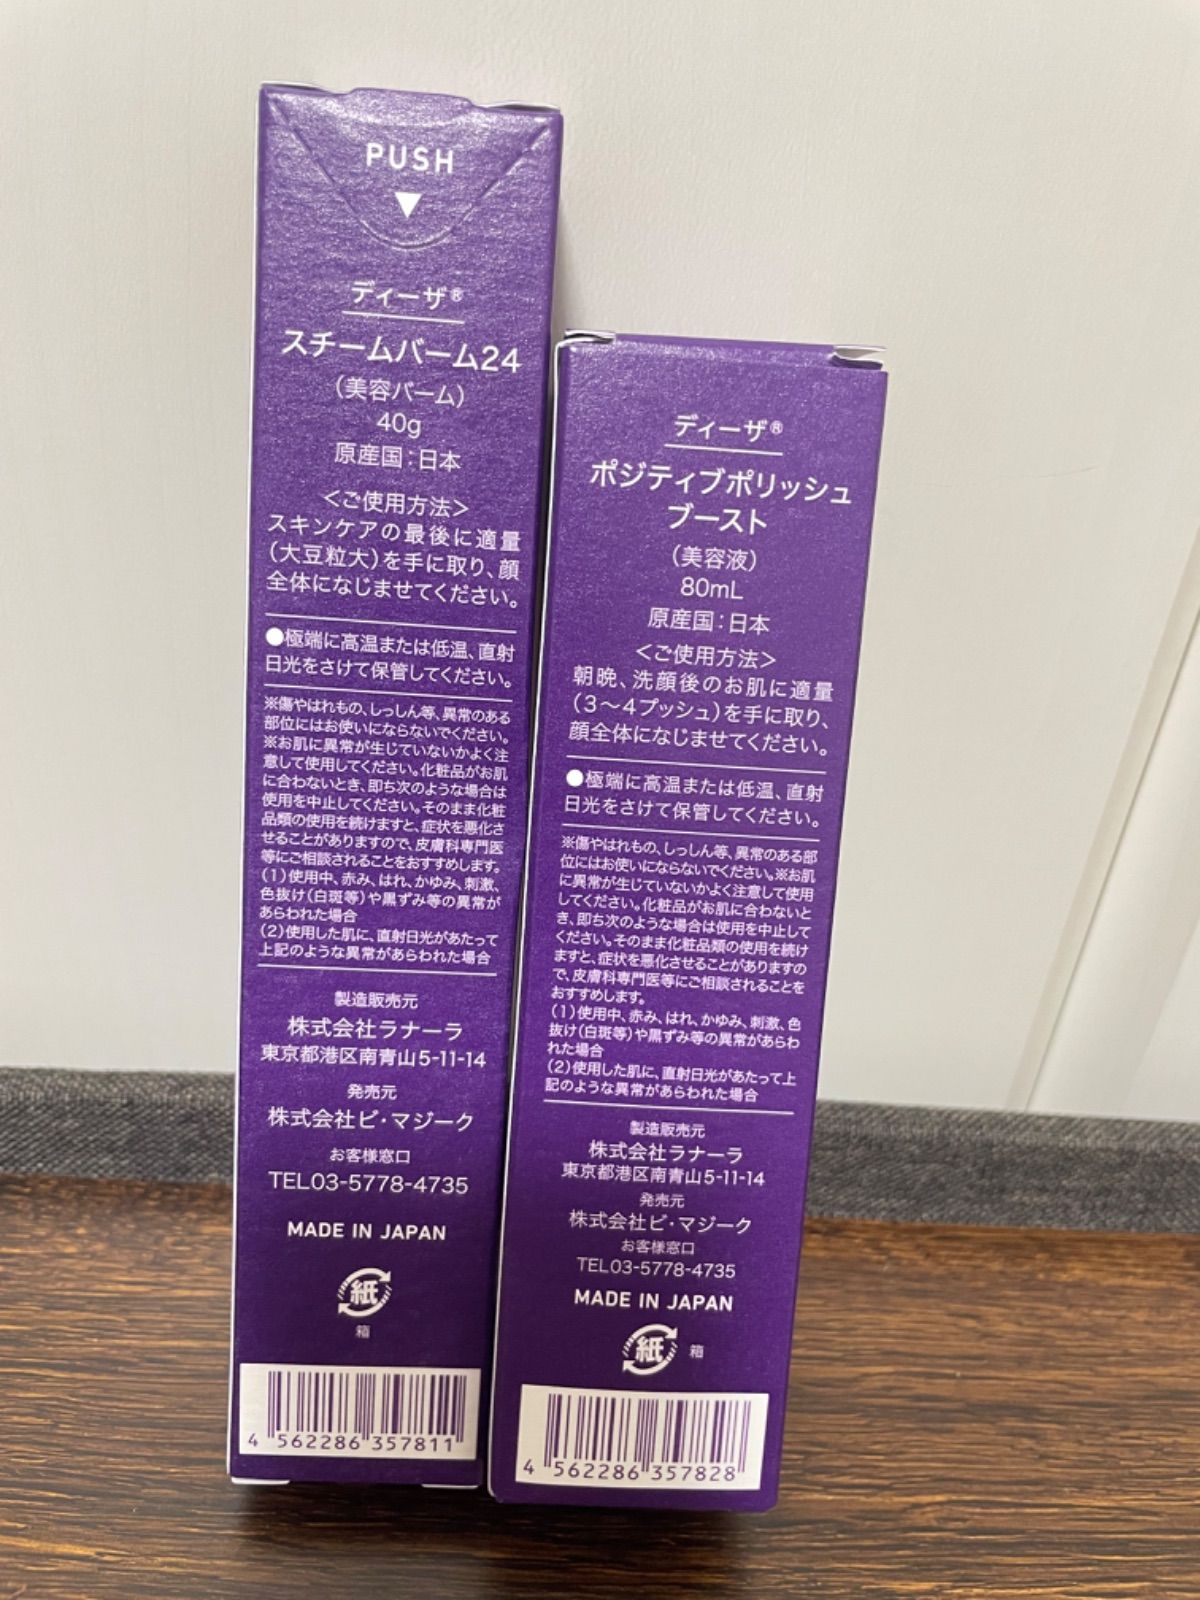 PUSH
ディーザ®
スチームバーム24
（美容バーム）
40g
原産国：日本
＜ご使用方法＞
スキンケアの最後に適量
（大豆粒大）を手に取り、顔
全体になじませてください。
●極端に高温または低温、直射
日光をさけて保管してください。
※傷やはれもの、しっしん等、異常のある
部位にはお使いにならないでください。
※お肌に異常が生じていないかよく注
意して使用してください。化粧品がお肌
に合わないとき、即ち次のような場合は
使用を中止してください。そのまま化粧
品類の使用を続けますと、症状を悪化さ
せることがありますので、皮膚科専門医
等にご相談されることをおすすめします。
（1）使用中、赤み、はれ、かゆみ、刺激、
色抜け（白斑等）や黒ずみ等の異常が
あらわれた場合
（2）使用した肌に、直射日光があたって
上記のような異常があらわれた場合
製造販売元
株式会社ラナーラ
東京都港区南青山5-11-14
発売元
株式会社ピ・マジーク
お客様窓口
TEL03-5778-4735
MADE IN JAPAN
紙
箱
4 562286 357811
ディーザ®
ポジティブポリッシュ
ブースト
（美容液）
80mL
原産国：日本
＜ご使用方法＞
朝晩、洗顔後のお肌に適量
（3〜4プッシュ）を手に取り、
顔全体になじませてください。
●極端に高温または低温、直射
日光をさけて保管してください。
※傷やはれもの、しっしん等、異常のある部
位にはお使いにならないでください。※お肌
に異常が生じていないかよく注意して使用
してください。化粧品がお肌に合わないと
き、即ち次のような場合は使用を中止して
ください。そのまま化粧品類の使用を続け
ますと、症状を悪化させることがありますの
で、皮膚科専門医等にご相談されることを
おすすめします。
（1）使用中、赤み、はれ、かゆみ、刺激、色
抜け（白斑等）や黒ずみ等の異常があらわ
れた場合
（2）使用した肌に、直射日光があたって上
記のような異常があらわれた場合
製造販売元
株式会社ラナーラ
東京都港区南青山5-11-14
発売元
株式会社ピ・マジーク
お客様窓口
TEL03-5778-4735
MADE IN JAPAN
紙 箱
4 562286 357828